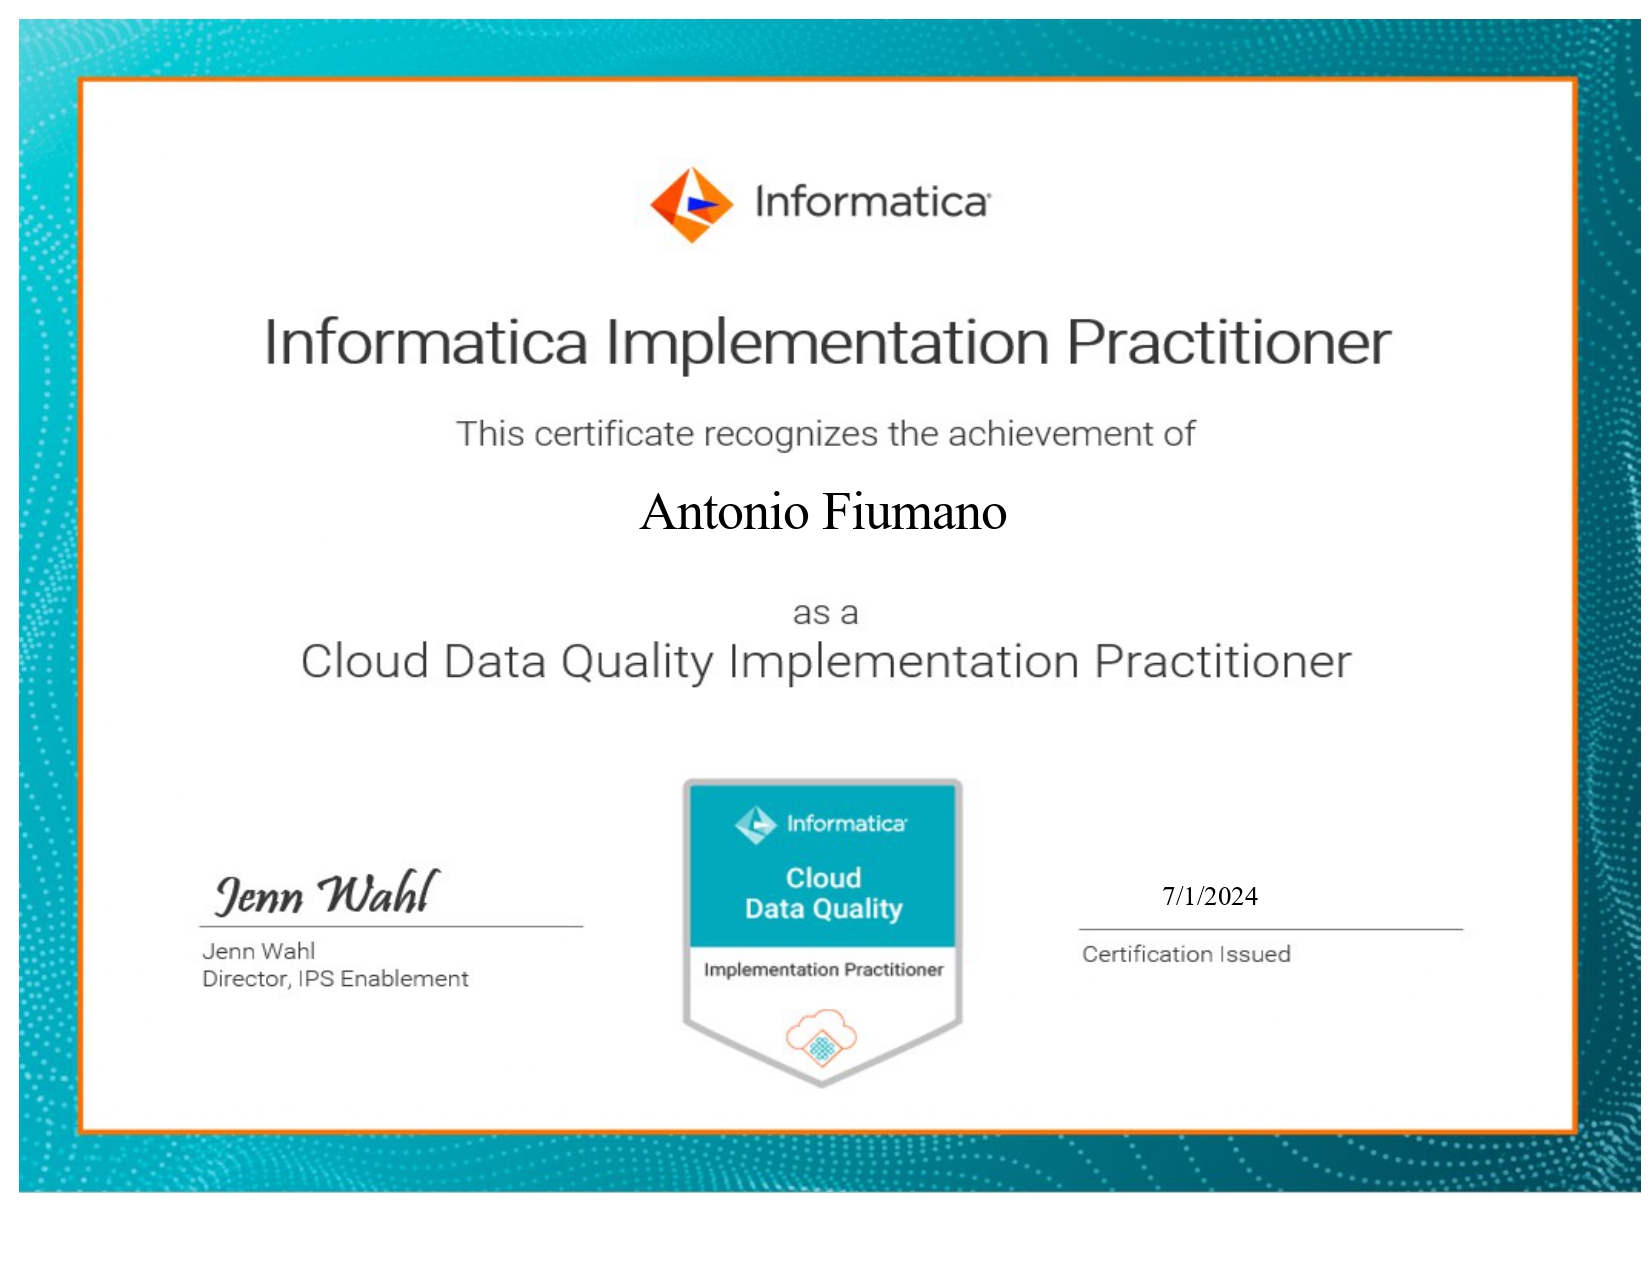 Informatica
Informatica Implementation Practitioner
This certificate recognizes the achievement of
Antonio Fiumano
as a
Cloud Data Quality Implementation Practitioner
Jenn Wahl
Jenn Wahl
Director, IPS Enablement
Informatica
Cloud
Data Quality
Implementation Practitioner
7/1/2024
Certification Issued